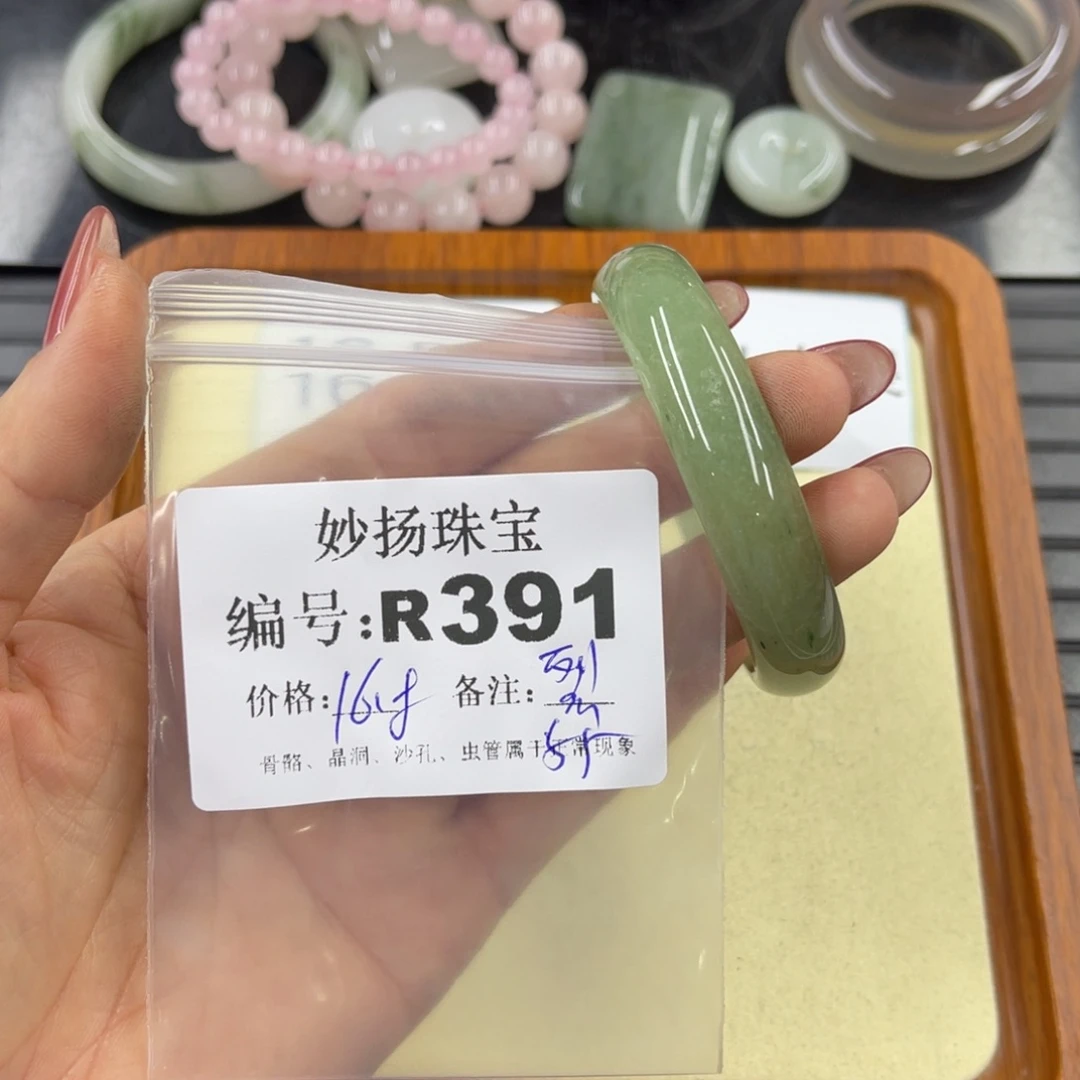 16
妙扬珠宝
编号:R391
价格: 备注:
骨骼、晶洞、沙孔、虫管属于正常现象